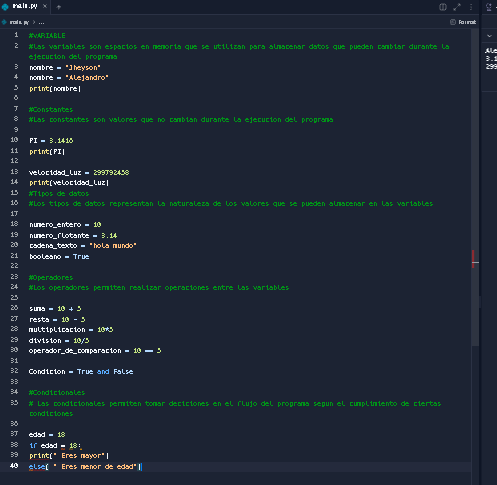 main.py
main.py
Format
1 #VARIABLE
2 #las variables son espacios en memoria que se utilizan para almacenar datos que pueden cambiar durante la
ejecucion del programa
3 nombre = "Jheyson"
4 nombre = "Alejandro"
5 print(nombre)
6
7 #Constantes
8 #Las constantes son valores que no cambian durante la ejecucion del programa
9
10 PI = 3.1416
11 print(PI)
12
13 velocidad_luz = 299792458
14 print(velocidad_luz)
15 #Tipos de datos
16 #Los tipos de datos representan la naturaleza de los valores que se pueden almacenar en las variables
17
18 numero_entero = 10
19 numero_flotante = 3.14
20 cadena_texto = "hola mundo"
21 booleano = True
22
23 #Operadores
24 #Los operadores permiten realizar operaciones entre las variables
25
26 suma = 10 + 5
27 resta = 10 - 5
28 multiplicacion = 10*5
29 division = 10/5
30 operador_de_comparacion = 10 == 5
31
32 Condicion = True and False
33
34 #Condicionales
35 # Las condicionales permiten tomar decisiones en el flujo del programa segun el cumplimiento de ciertas
condiciones
36
37 edad = 18
38 if edad = 18:
39 print(" Eres mayor")
40 else( " Eres menor de edad")
Ale
3.1
299